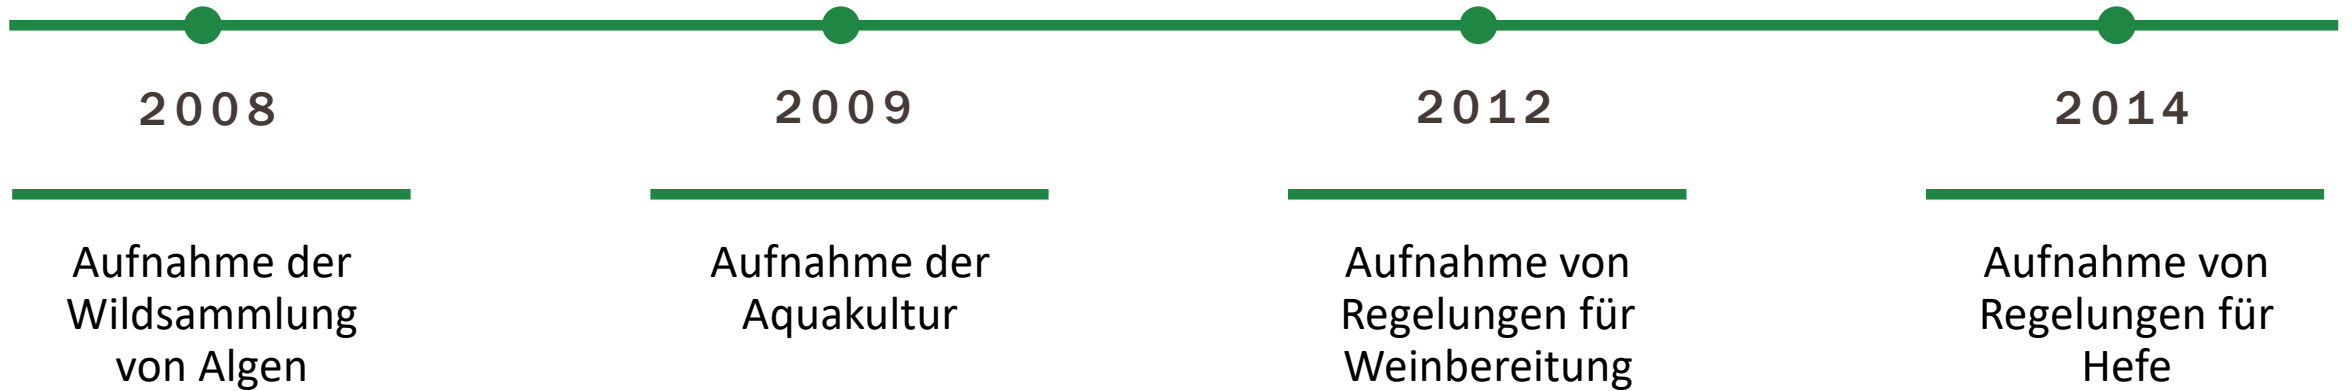 2008
Aufnahme der
Wildsammlung
von Algen
2009
Aufnahme der
Aquakultur
2012
Aufnahme von
Regelungen für
Weinbereitung
2014
Aufnahme von
Regelungen für
Hefe